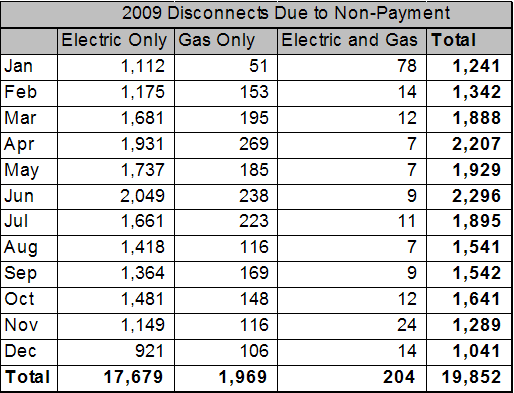 2009 Disconnects Due to Non-Payment
Electric Only Gas Only Electric and Gas Total
Jan 1,112 51 78 1,241
Feb 1,175 153 14 1,342
Mar 1,681 195 12 1,888
Apr 1,931 269 7 2,207
May 1,737 185 7 1,929
Jun 2,049 238 9 2,296
Jul 1,661 223 11 1,895
Aug 1,418 116 7 1,541
Sep 1,364 169 9 1,542
Oct 1,481 148 12 1,641
Nov 1,149 116 24 1,289
Dec 921 106 14 1,041
Total 17,679 1,969 204 19,852